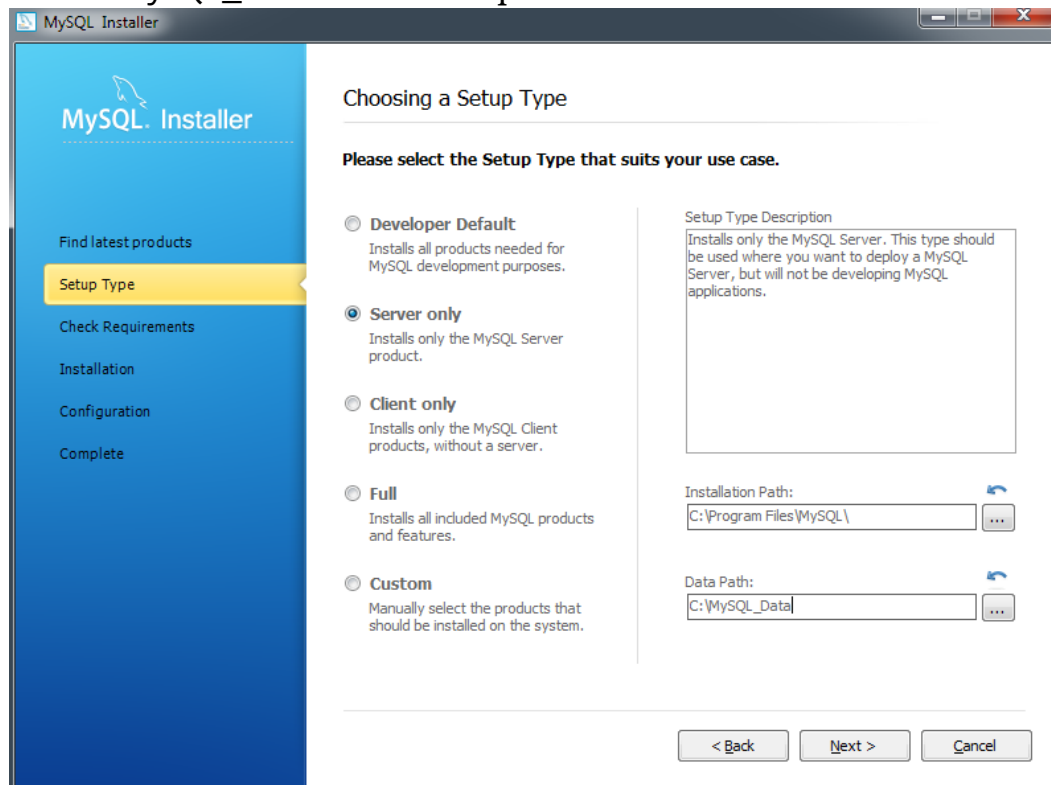 MySQL Installer
MySQL. Installer
Find latest products
Setup Type
Check Requirements
Installation
Configuration
Complete
Choosing a Setup Type
Please select the Setup Type that suits your use case.
Developer Default
Installs all products needed for
MySQL development purposes.
Server only
Installs only the MySQL Server
product.
Client only
Installs only the MySQL Client
products, without a server.
Full
Installs all included MySQL products
and features.
Custom
Manually select the products that
should be installed on the system.
Setup Type Description
Installs only the MySQL Server. This type should
be used where you want to deploy a MySQL
Server, but will not be developing MySQL
applications.
Installation Path:
C:\Program Files\MySQL\
...
Data Path:
C:\MySQL_Data
...
< Back
Next >
Cancel